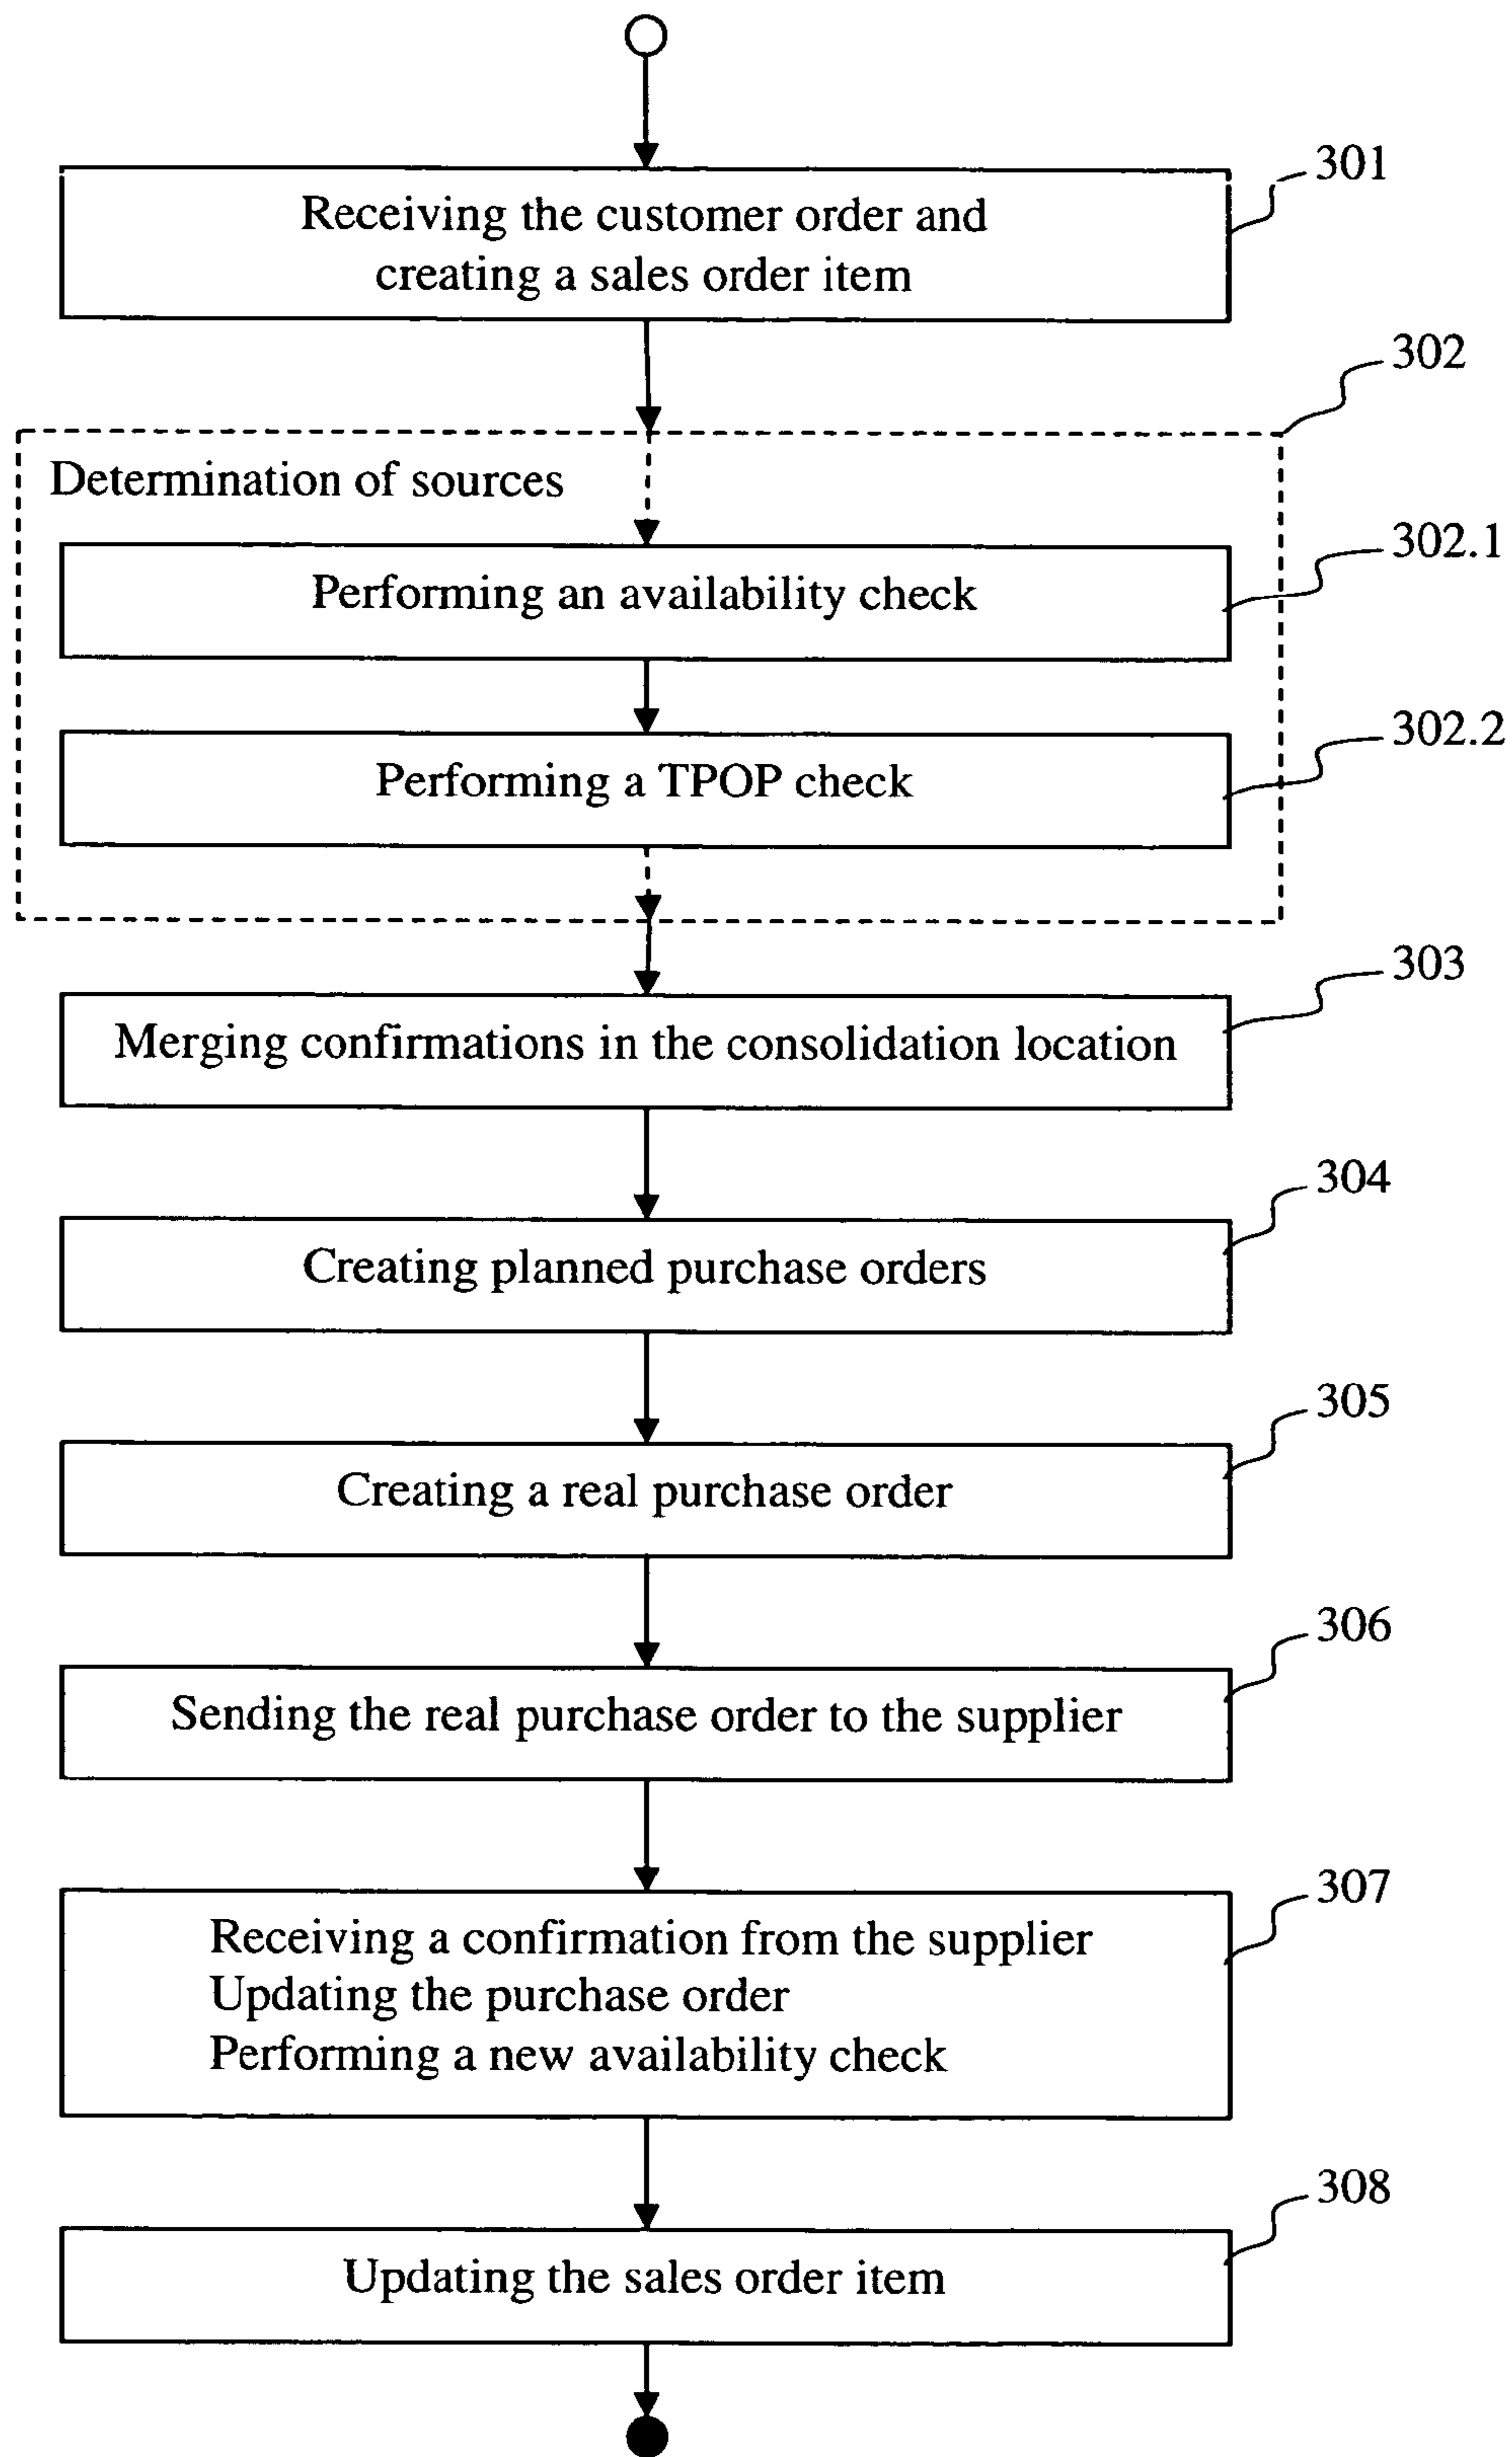 301
Receiving the customer order and
creating a sales order item
302
Determination of sources
302.1
Performing an availability check
302.2
Performing a TPOP check
303
Merging confirmations in the consolidation location
304
Creating planned purchase orders
305
Creating a real purchase order
306
Sending the real purchase order to the supplier
307
Receiving a confirmation from the supplier
Updating the purchase order
Performing a new availability check
308
Updating the sales order item